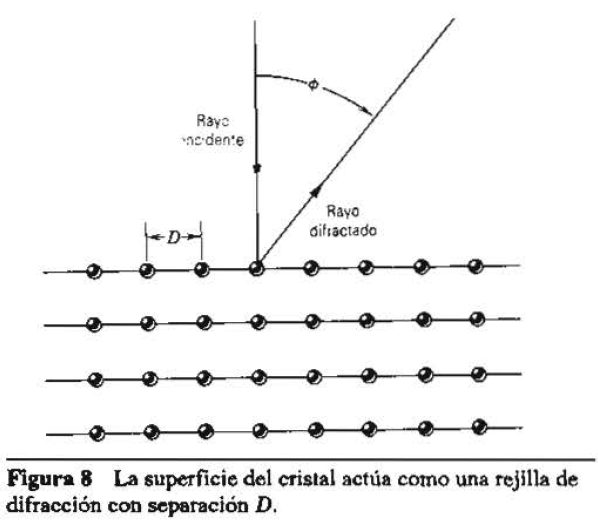 ϕ
Rayo
incidente
Rayo
difractado
D
Figura 8 La superficie del cristal actúa como una rejilla de
difracción con separación D.